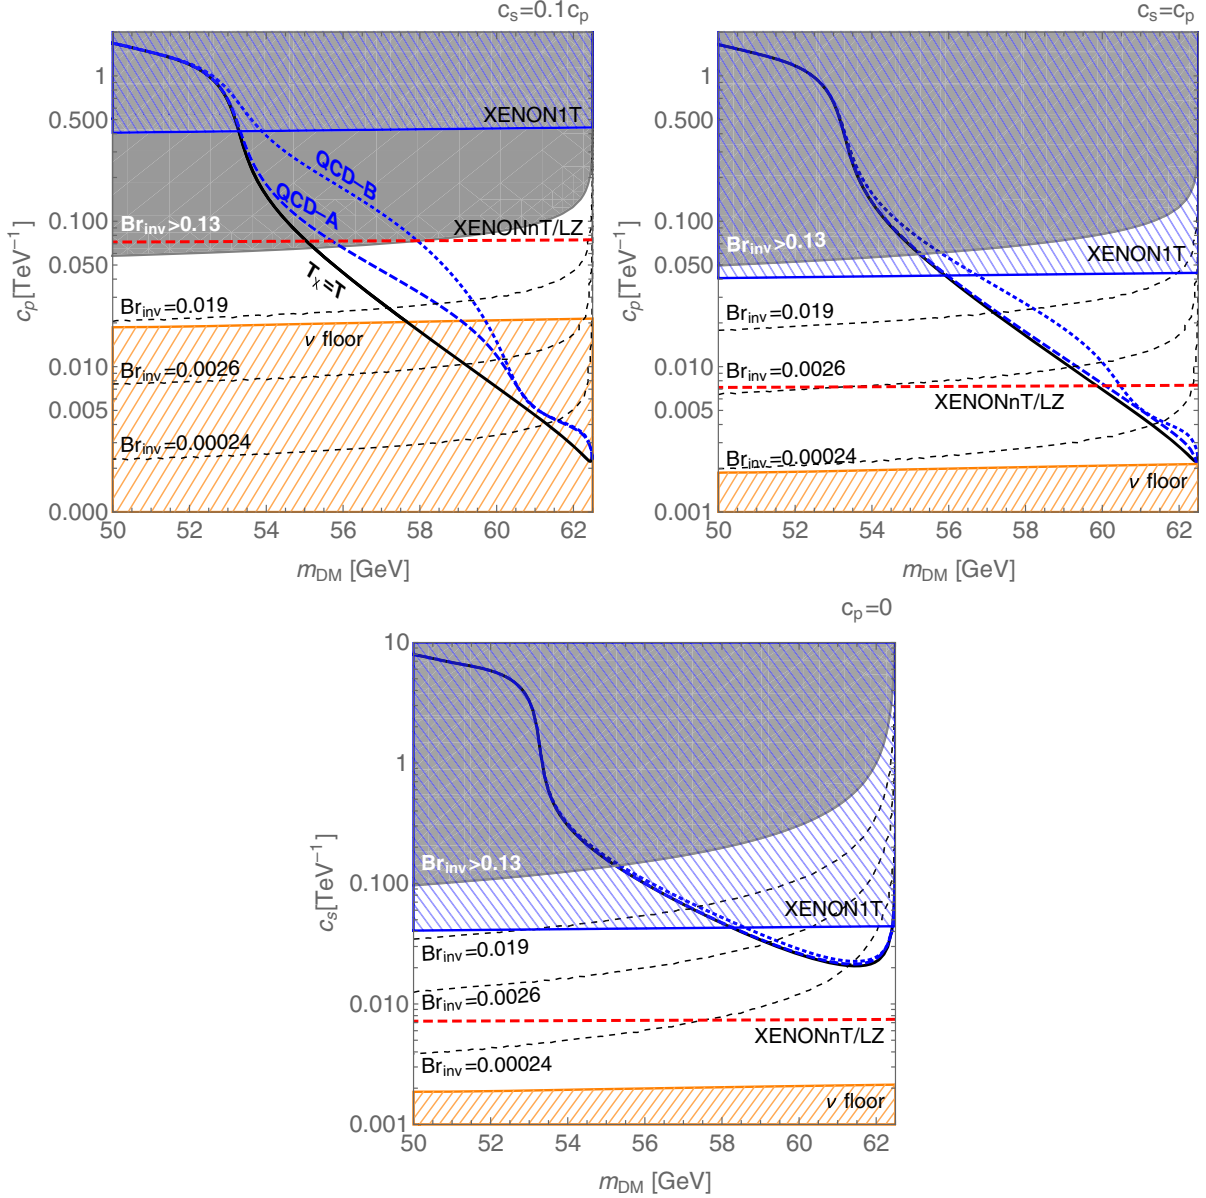 c_s=0.1c_p
1
0.500
0.100
0.050
0.010
0.005
0.000
c_p[TeV⁻¹]
XENON1T
QCD–B
QCD–A
Br_inv>0.13
XENONnT/LZ
T_χ=T
Br_inv=0.019
ν floor
Br_inv=0.0026
Br_inv=0.00024
50 52 54 56 58 60 62
m_DM [GeV]
c_s=c_p
1
0.500
0.100
0.050
0.010
0.005
0.001
c_p[TeV⁻¹]
Br_inv>0.13
XENON1T
Br_inv=0.019
Br_inv=0.0026
XENONnT/LZ
Br_inv=0.00024
ν floor
50 52 54 56 58 60 62
m_DM [GeV]
c_p=0
10
1
0.100
0.010
0.001
c_s[TeV⁻¹]
Br_inv>0.13
XENON1T
Br_inv=0.019
Br_inv=0.0026
XENONnT/LZ
Br_inv=0.00024
ν floor
50 52 54 56 58 60 62
m_DM [GeV]